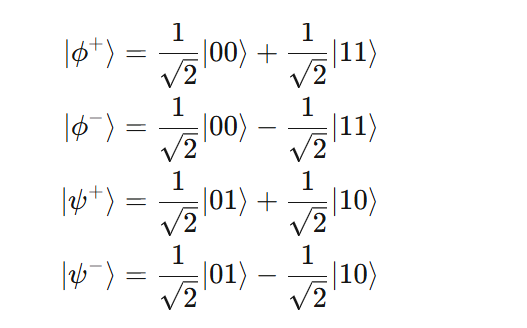 |ϕ⁺⟩ = 1/√2 |00⟩ + 1/√2 |11⟩
|ϕ⁻⟩ = 1/√2 |00⟩ − 1/√2 |11⟩
|ψ⁺⟩ = 1/√2 |01⟩ + 1/√2 |10⟩
|ψ⁻⟩ = 1/√2 |01⟩ − 1/√2 |10⟩